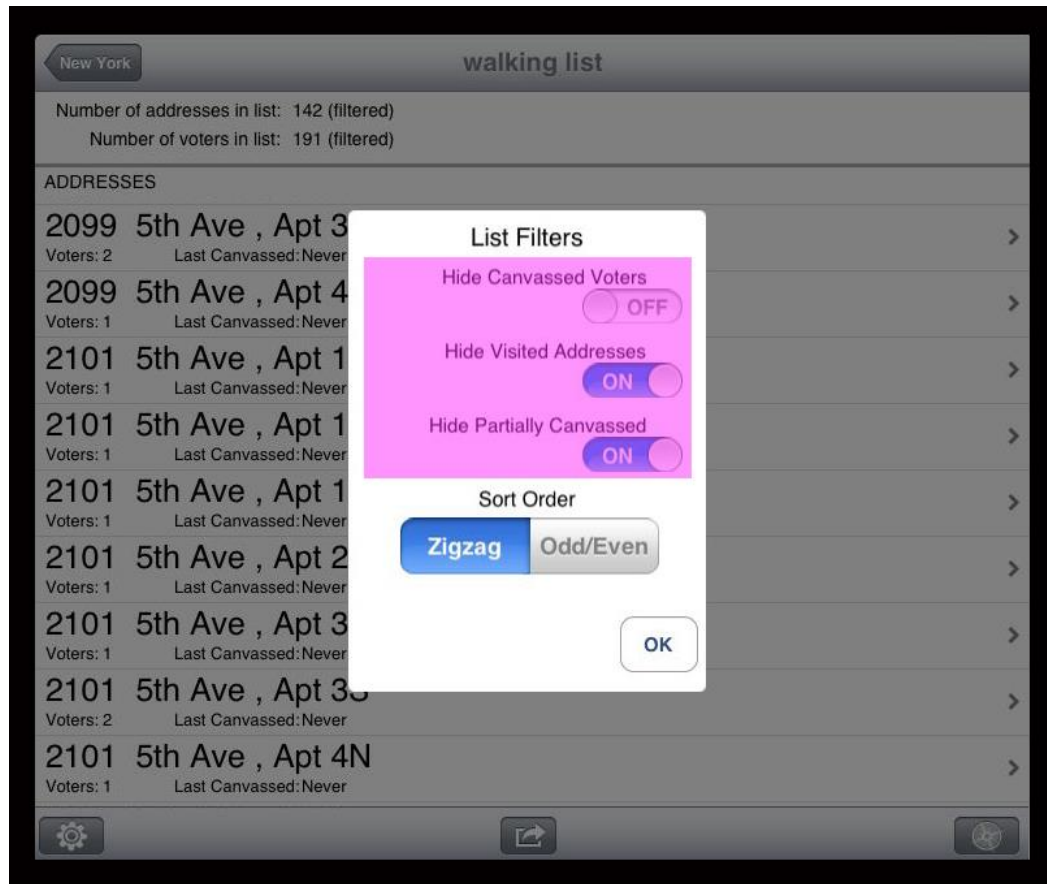 New York
walking list
Number of addresses in list: 142 (filtered)
Number of voters in list: 191 (filtered)
ADDRESSES
2099 5th Ave , Apt 3
Voters: 2 Last Canvassed:Never
2099 5th Ave , Apt 4
Voters: 1 Last Canvassed:Never
2101 5th Ave , Apt 1
Voters: 1 Last Canvassed:Never
2101 5th Ave , Apt 1
Voters: 1 Last Canvassed:Never
2101 5th Ave , Apt 1
Voters: 1 Last Canvassed:Never
2101 5th Ave , Apt 2
Voters: 1 Last Canvassed:Never
2101 5th Ave , Apt 3
Voters: 1 Last Canvassed:Never
2101 5th Ave , Apt 3S
Voters: 2 Last Canvassed:Never
2101 5th Ave , Apt 4N
Voters: 1 Last Canvassed:Never
List Filters
Hide Canvassed Voters
OFF
Hide Visited Addresses
ON
Hide Partially Canvassed
ON
Sort Order
Zigzag Odd/Even
OK